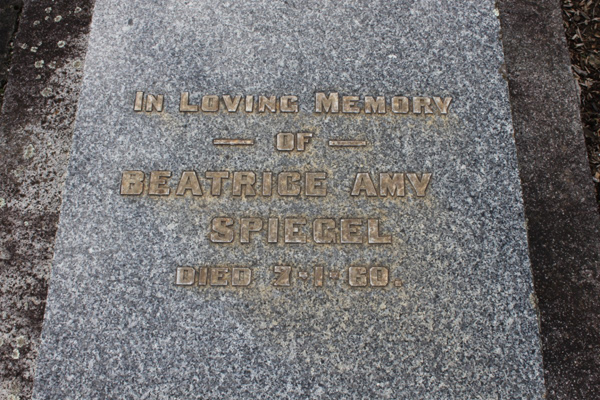 IN LOVING MEMORY
— OF —
BEATRICE AMY
SPIEGEL
DIED 7-1-60.